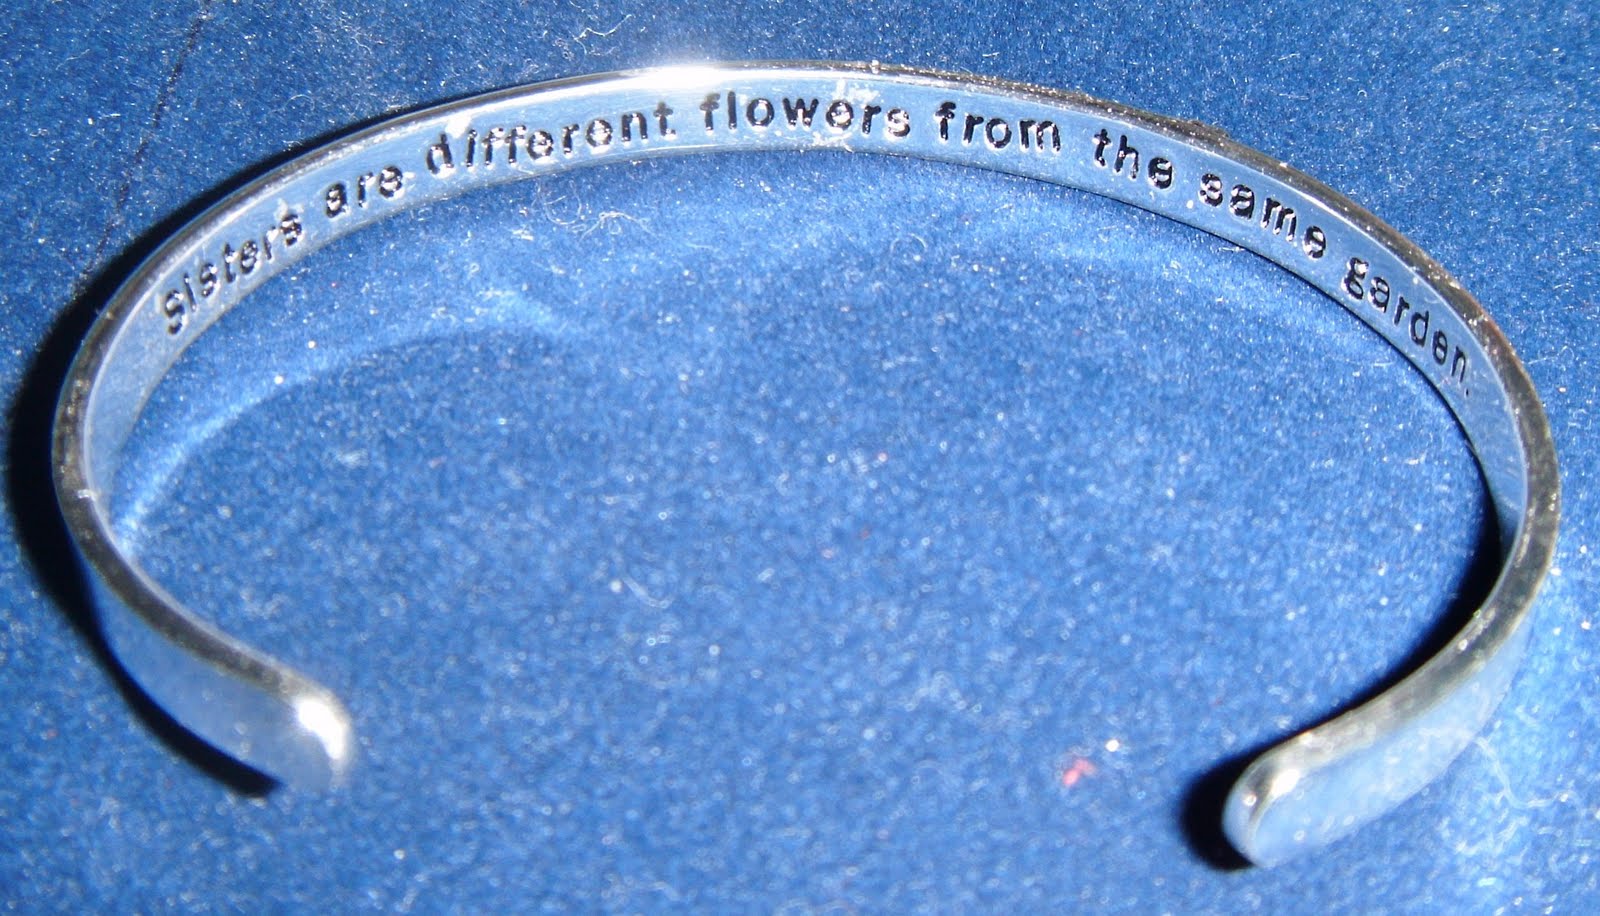 Sisters are different flowers from the same garden.